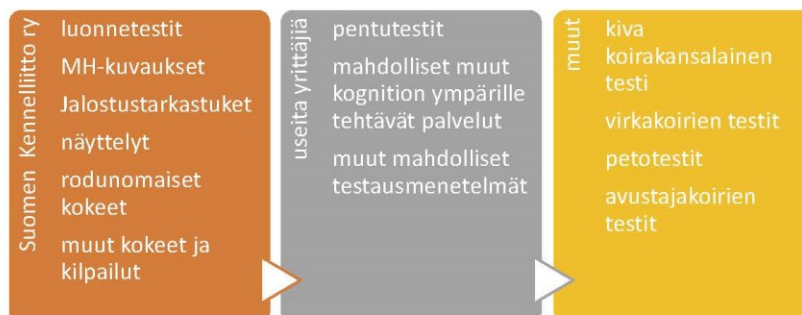 Suomen Kennelliitto ry
luonnetestit
MH-kuvaukset
Jalostustarkastuket
näyttelyt
rodunomaiset
kokeet
muut kokeet ja
kilpailut
useita yrittäjiä
pentutestit
mahdolliset muut
kognition ympärille
tehtävät palvelut
muut mahdolliset
testausmenetelmät
muut
kiva
koirakansalainen
testi
virkakoirien testit
petotestit
avustajakoirien
testit